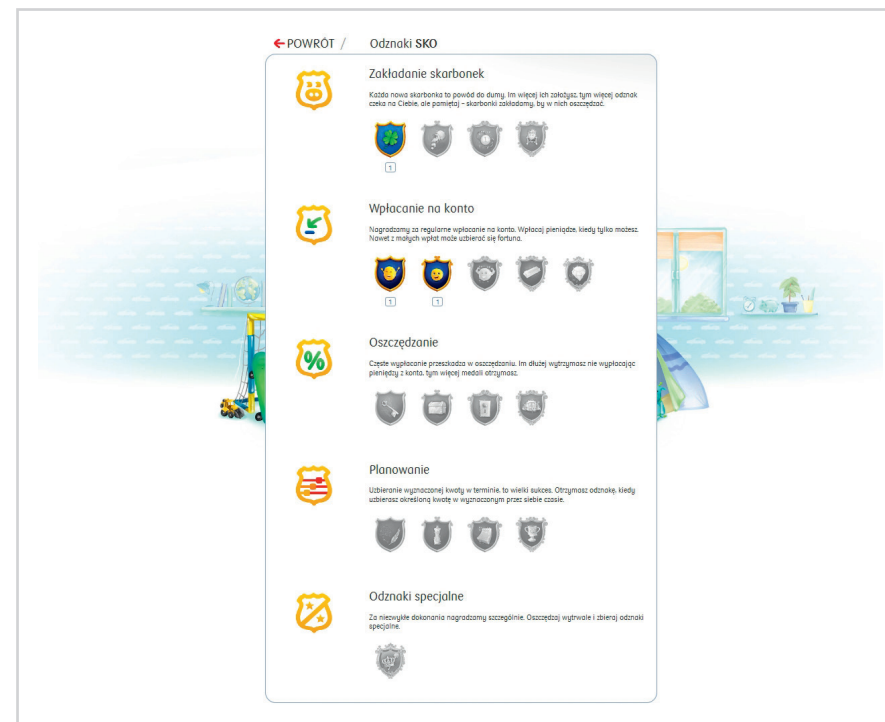 POWRÓT / Odznaki SKO
Zakładanie skarbonek
Każda nowa skarbonka to powód do dumy. Im więcej ich założysz, tym więcej odznak
czeka na Ciebie, ale pamiętaj - skarbonki zakładamy, by w nich oszczędzać.
1
Wpłacanie na konto
Nagradzamy za regularne wpłacanie na konto. Wpłacaj pieniądze, kiedy tylko możesz.
Nawet z małych wpłat może uzbierać się fortuna.
1 1
Oszczędzanie
%
Częste wypłacanie przeszkadza w oszczędzaniu. Im dłużej wytrzymasz nie wypłacając
pieniędzy z konta, tym więcej medali otrzymasz.
Planowanie
Uzbieranie wyznaczonej kwoty w terminie, to wielki sukces. Otrzymasz odznakę, kiedy
uzbierasz określoną kwotę w wyznaczonym przez siebie czasie.
Odznaki specjalne
Za niezwykłe dokonania nagradzamy szczególnie. Oszczędzaj wytrwale i zbieraj odznaki
specjalne.